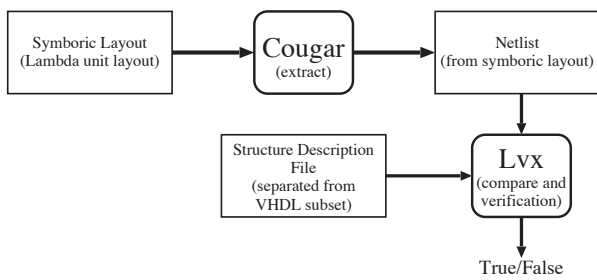 Symboric Layout
(Lambda unit layout)
Cougar
(extract)
Netlist
(from symboric layout)
Structure Description
File
(separated from
VHDL subset)
Lvx
(compare and
verification)
True/False